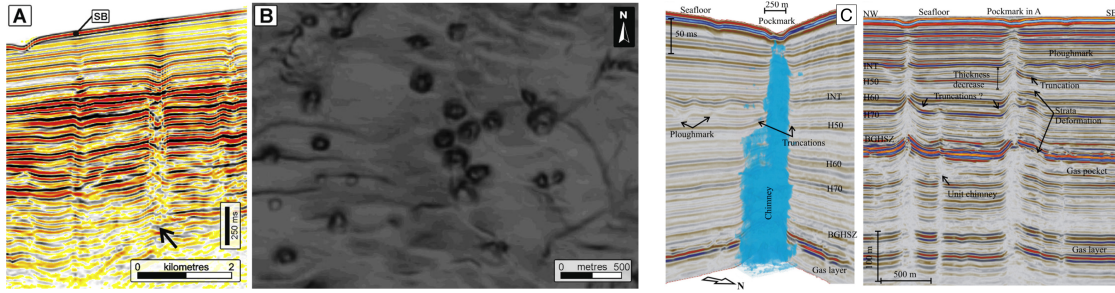 A
SB
250 ms
0 kilometres 2
B
N
0 metres 500
C
250 m
Seafloor
Pockmark
50 ms
INT
H50
Ploughmark
Truncations
H60
H70
Chimney
BGHSZ
Gas layer
N
NW
Seafloor
Pockmark in A
SE
Ploughmark
INT
Thickness
decrease
H50
Truncation
H60
Truncations ?
Strata
Deformation
H70
BGHSZ
Gas pocket
Unit chimney
Gas layer
500 m